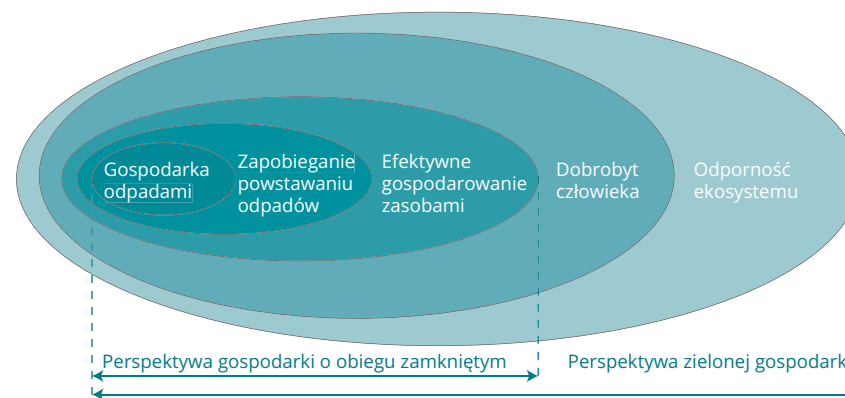 Gospodarka
odpadami
Zapobieganie
powstawaniu
odpadów
Efektywne
gospodarowanie
zasobami
Dobrobyt
człowieka
Odporność
ekosystemu
Perspektywa gospodarki o obiegu zamkniętym
Perspektywa zielonej gospodark